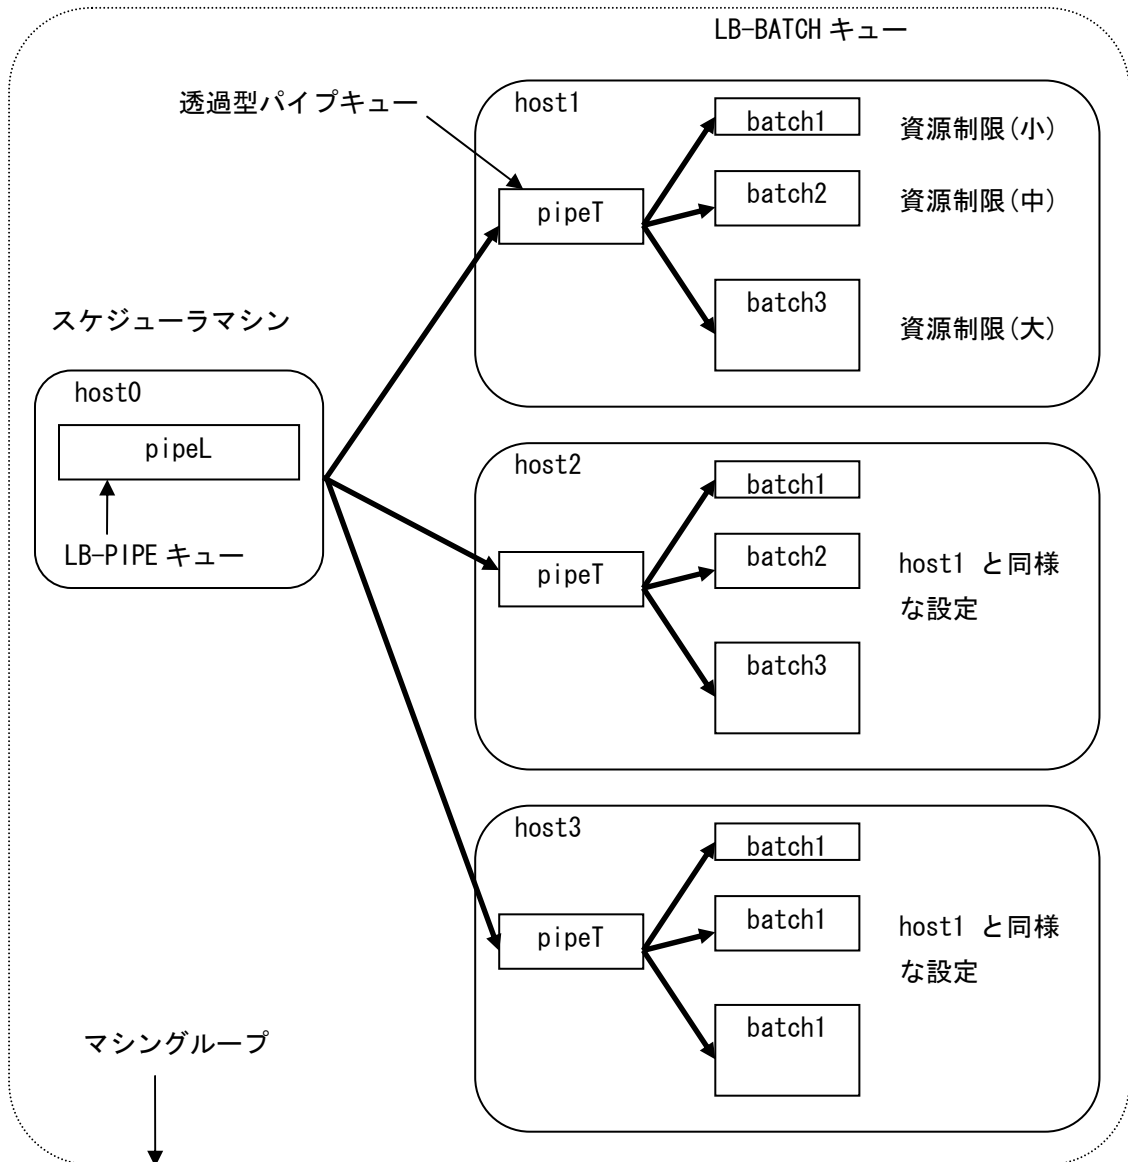 LB-BATCH キュー
透過型パイプキュー
host1
batch1
資源制限(小)
batch2
資源制限(中)
pipeT
batch3
資源制限(大)
スケジューラマシン
host0
pipeL
LB-PIPE キュー
host2
batch1
batch2
host1 と同様
な設定
pipeT
batch3
host3
batch1
batch1
host1 と同様
な設定
pipeT
batch1
マシングループ